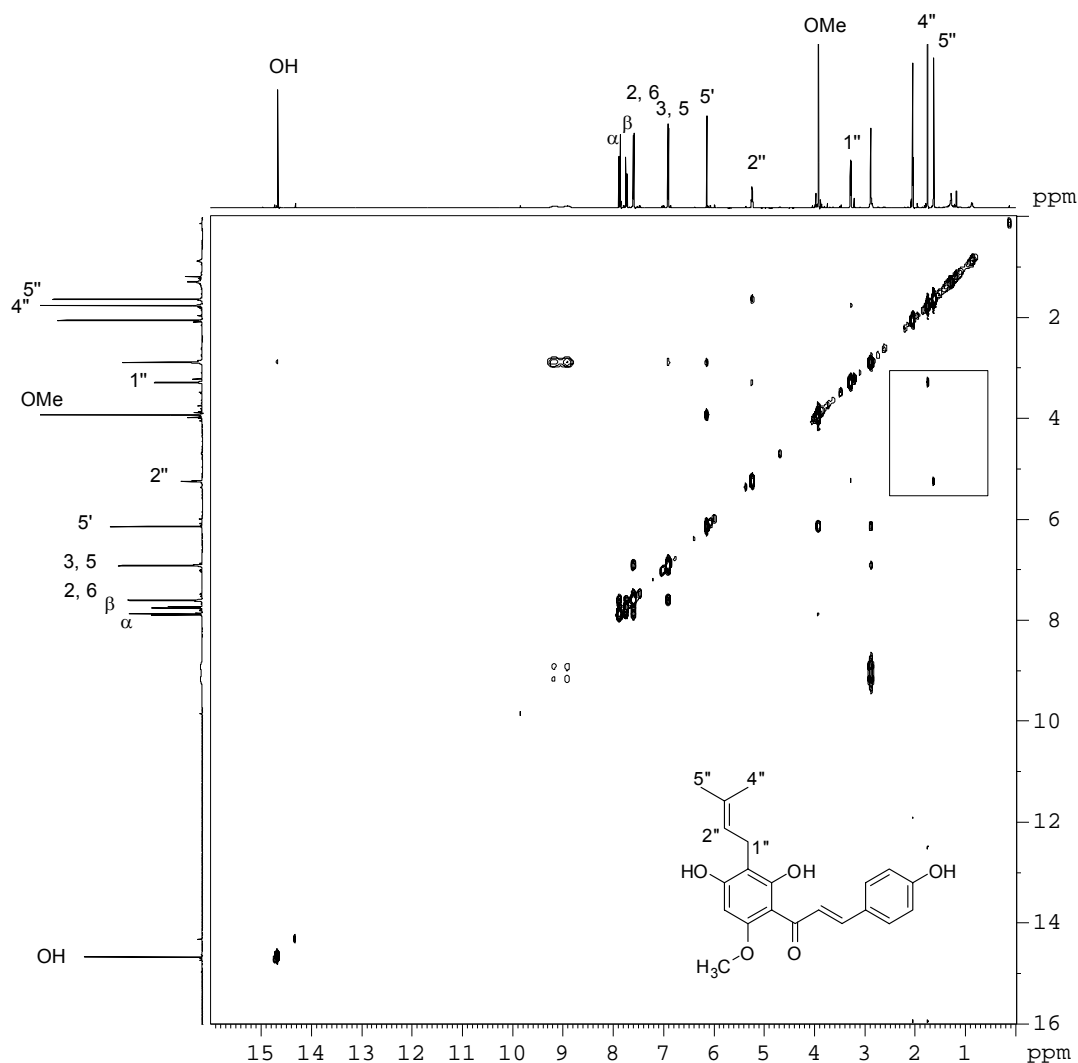 OMe
4"
OH
5"
2, 6
3, 5
5'
β
α
1"
2"
ppm
5"
4"
2
1"
OMe
4
2"
5'
6
3, 5
2, 6
β
α
8
10
5" 4"
12
2" 1"
HO OH OH
14
OH
O O
H₃C
16
15 14 13 12 11 10 9 8 7 6 5 4 3 2 1 ppm